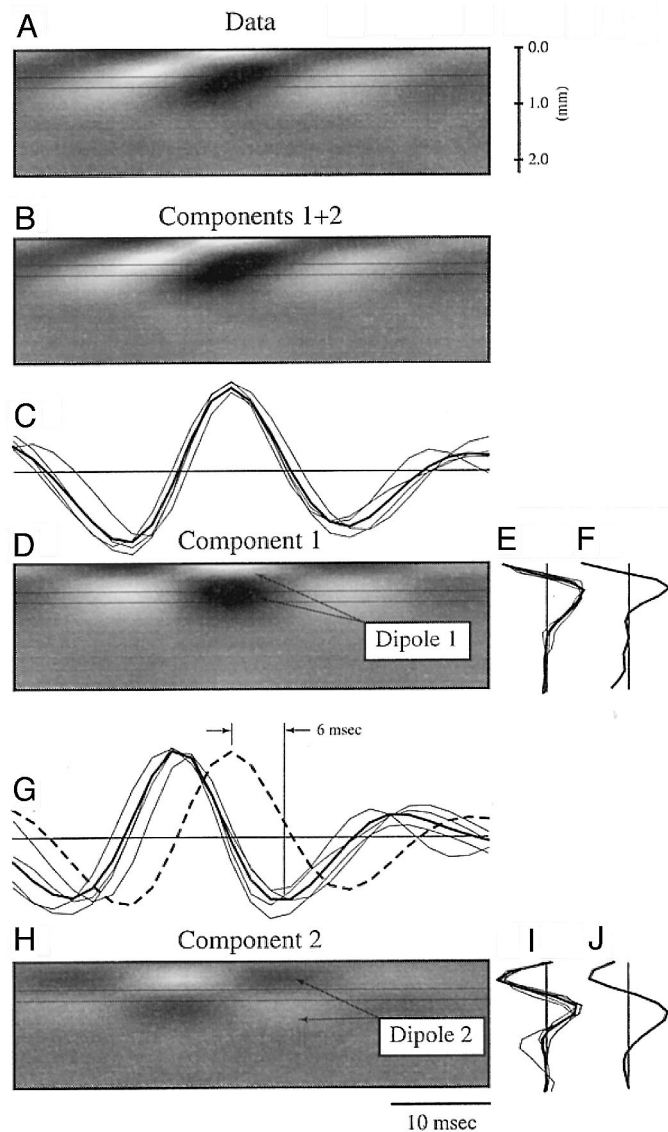 A
Data
0.0
1.0
2.0
(mm)
B
Components 1+2
C
D
Component 1
E
F
Dipole 1
6 msec
G
H
Component 2
I
J
Dipole 2
10 msec